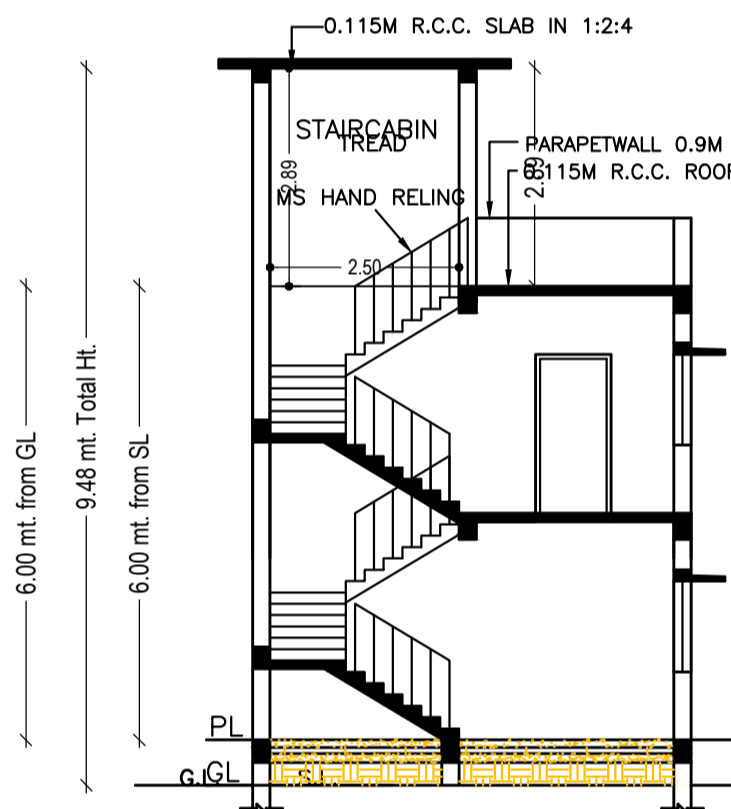 0.115M R.C.C. SLAB IN 1:2:4
STAIRCABIN
TREAD
PARAPETWALL 0.9M
0.115M R.C.C. ROOF
2.89
2.89
MS HAND RELING
2.50
6.00 mt. from GL
9.48 mt. Total Ht.
6.00 mt. from SL
PL
G.L
GL